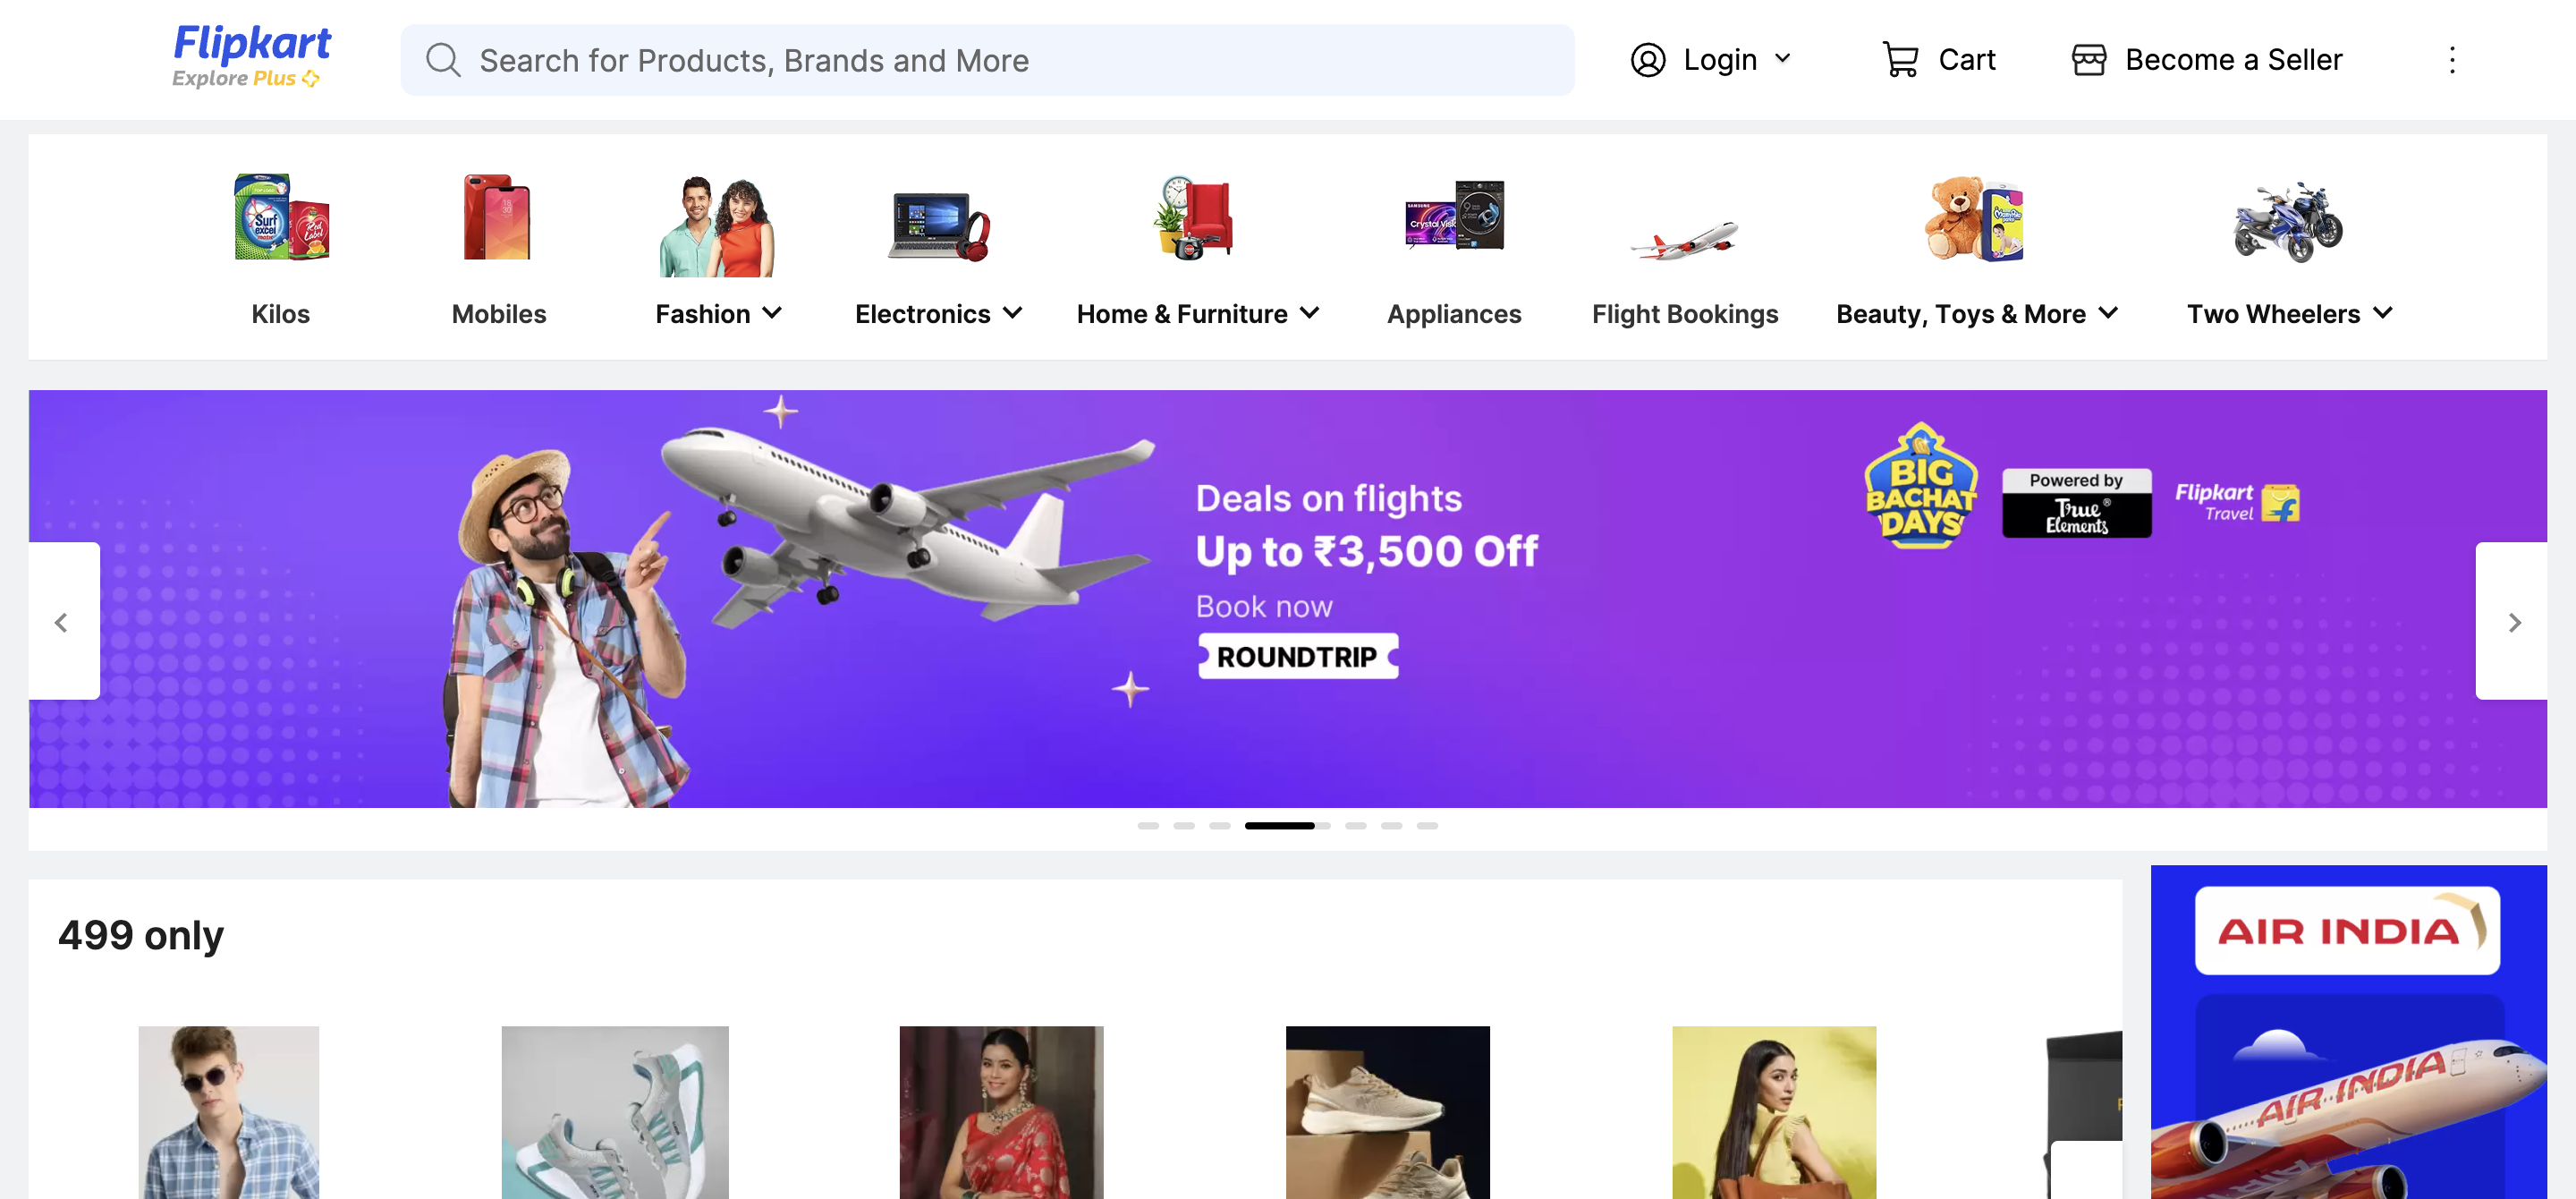 Flipkart
Explore Plus
Search for Products, Brands and More
Login
Cart
Become a Seller
Surf excel
Red Label
18
30
SAMSUNG
Crystal
Kilos
Mobiles
Fashion
Electronics
Home & Furniture
Appliances
Flight Bookings
Beauty, Toys & More
Two Wheelers
Deals on flights
Up to ₹3,500 Off
Book now
ROUNDTRIP
BIG
BACHAT
DAYS
Powered by
True®
Elements
Flipkart
Travel
499 only
AIR INDIA
AIR INDIA